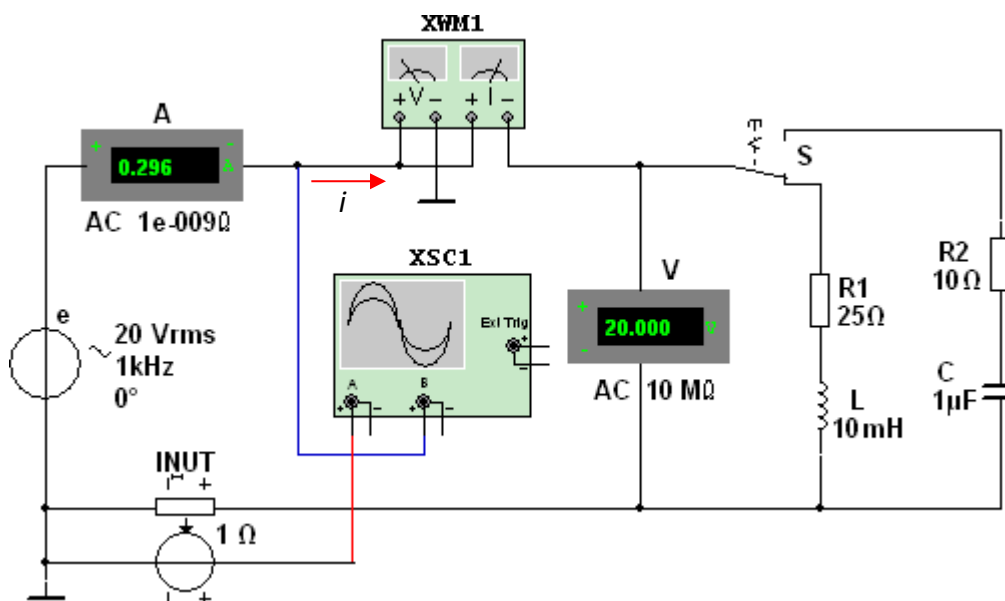 XWM1
+ V - + I -
A
+ -
0.296 A
AC 1e-009Ω
i
S
XSC1
Ext Trig
+
-
A B
+ - + -
V
+
-
20.000 V
AC 10 MΩ
R1
25Ω
R2
10Ω
L
10mH
C
1µF
e
20 Vrms
1kHz
0°
INUT
- +
1 Ω
- +